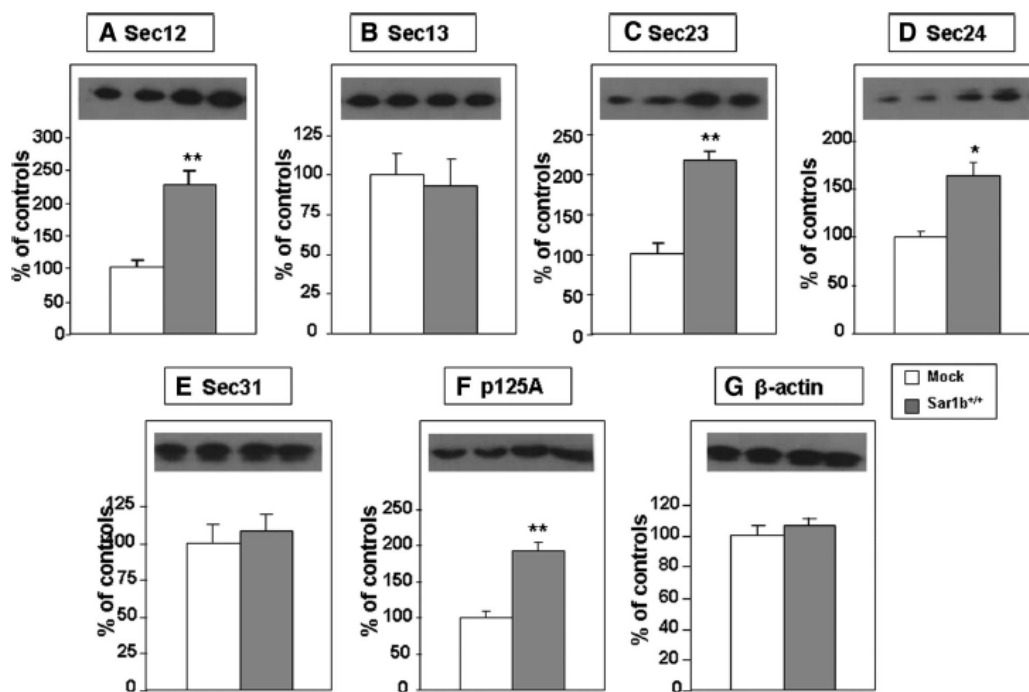 A Sec12
B Sec13
C Sec23
D Sec24
% of controls
300
250
200
150
100
50
0
**
% of controls
125
100
75
50
25
0
% of controls
250
200
150
100
50
0
**
% of controls
200
150
100
50
0
*
E Sec31
F p125A
G β-actin
Mock
Sar1b+/+
% of controls
125
100
75
50
25
0
% of controls
250
200
150
100
50
0
**
% of controls
120
100
80
60
40
20
0